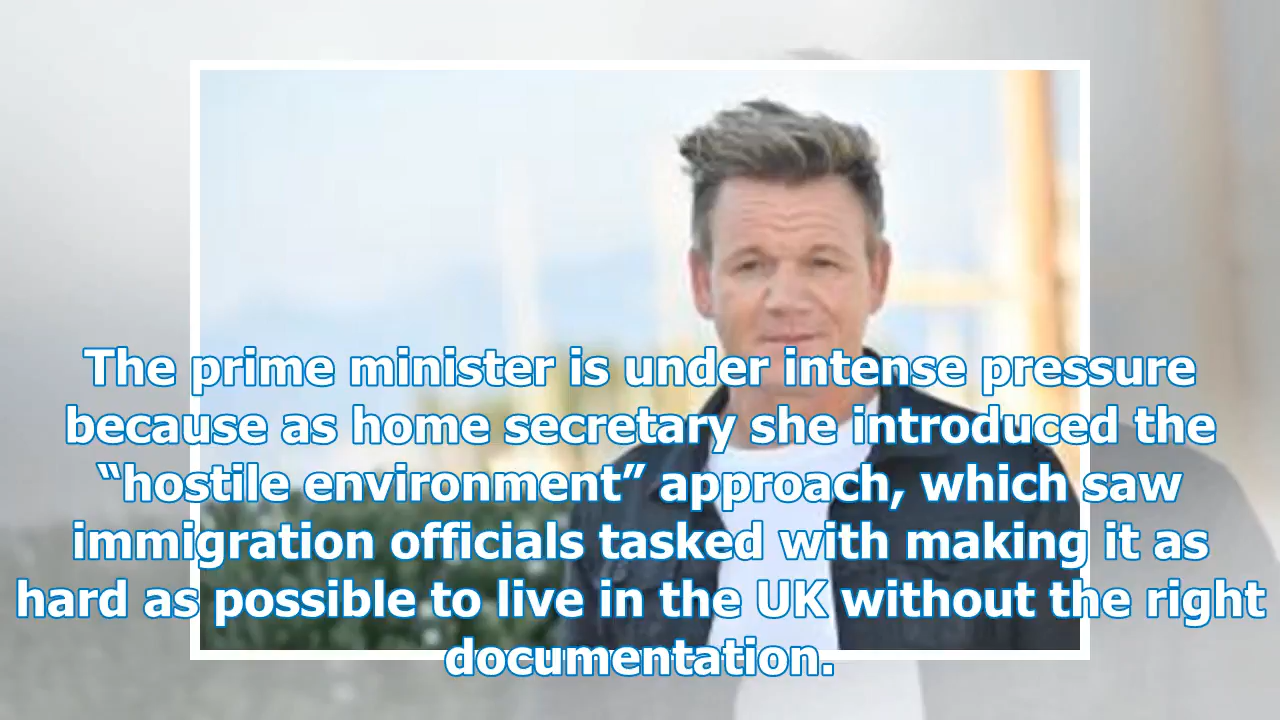 The prime minister is under intense pressure
because as home secretary she introduced the
“hostile environment” approach, which saw
immigration officials tasked with making it as
hard as possible to live in the UK without the right
documentation.